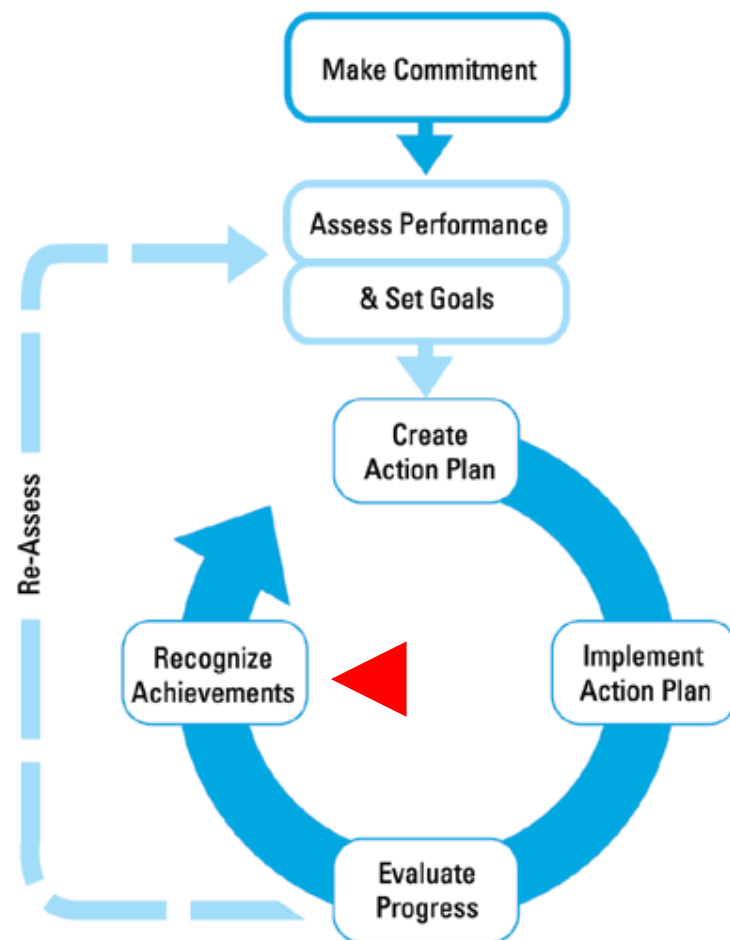 Make Commitment
Assess Performance
& Set Goals
Create
Action Plan
Implement
Action Plan
Evaluate
Progress
Recognize
Achievements
Re-Assess